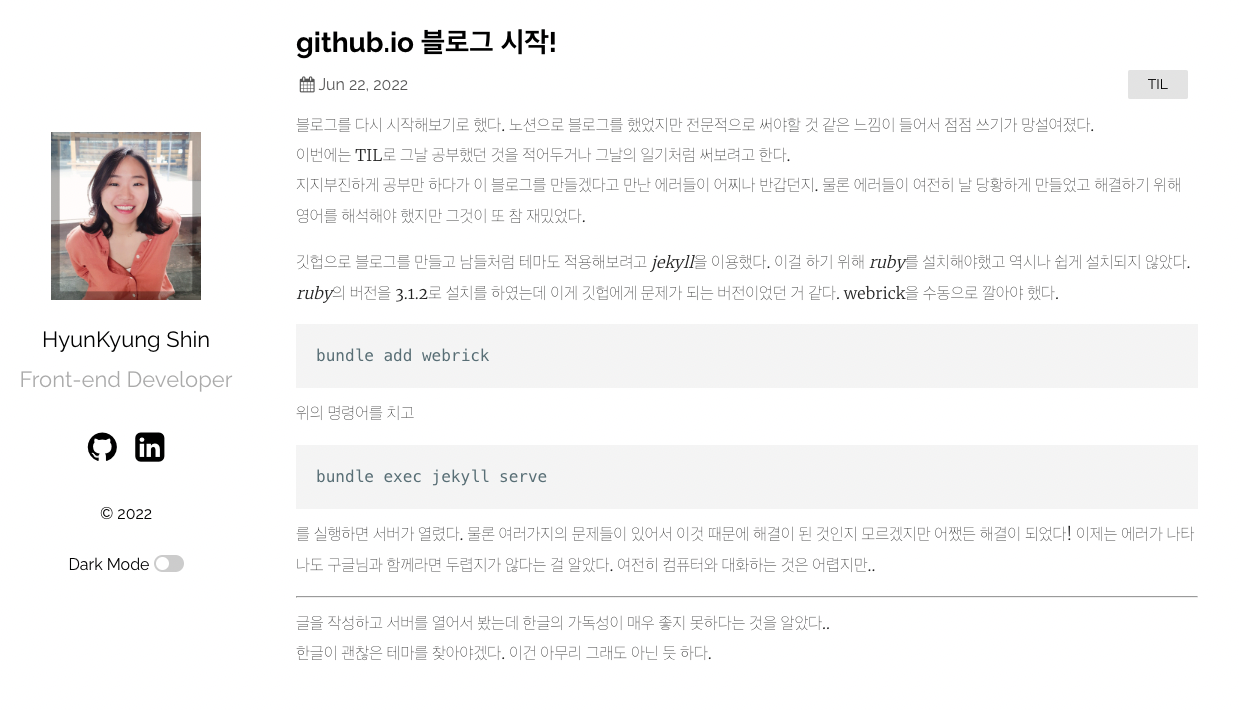 github.io 블로그 시작!
Jun 22, 2022
TIL
블로그를 다시 시작해보기로 했다. 노션으로 블로그를 했었지만 전문적으로 써야할 것 같은 느낌이 들어서 점점 쓰기가 망설여졌다.
이번에는 TIL로 그날 공부했던 것을 적어두거나 그날의 일기처럼 써보려고 한다.
지지부진하게 공부만 하다가 이 블로그를 만들겠다고 만난 에러들이 어찌나 반갑던지. 물론 에러들이 여전히 날 당황하게 만들었고 해결하기 위해
영어를 해석해야 했지만 그것이 또 참 재밌었다.
깃헙으로 블로그를 만들고 남들처럼 테마도 적용해보려고 jekyll을 이용했다. 이걸 하기 위해 ruby를 설치해야했고 역시나 쉽게 설치되지 않았다.
ruby의 버전을 3.1.2로 설치를 하였는데 이게 깃헙에게 문제가 되는 버전이었던 거 같다. webrick을 수동으로 깔아야 했다.
bundle add webrick
위의 명령어를 치고
bundle exec jekyll serve
를 실행하면 서버가 열렸다. 물론 여러가지의 문제들이 있어서 이것 때문에 해결이 된 것인지 모르겠지만 어쨌든 해결이 되었다! 이제는 에러가 나타
나도 구글님과 함께라면 두렵지가 않다는 걸 알았다. 여전히 컴퓨터와 대화하는 것은 어렵지만..
글을 작성하고 서버를 열어서 봤는데 한글의 가독성이 매우 좋지 못하다는 것을 알았다..
한글이 괜찮은 테마를 찾아야겠다. 이건 아무리 그래도 아닌 듯 하다.
HyunKyung Shin
Front-end Developer
in
© 2022
Dark Mode